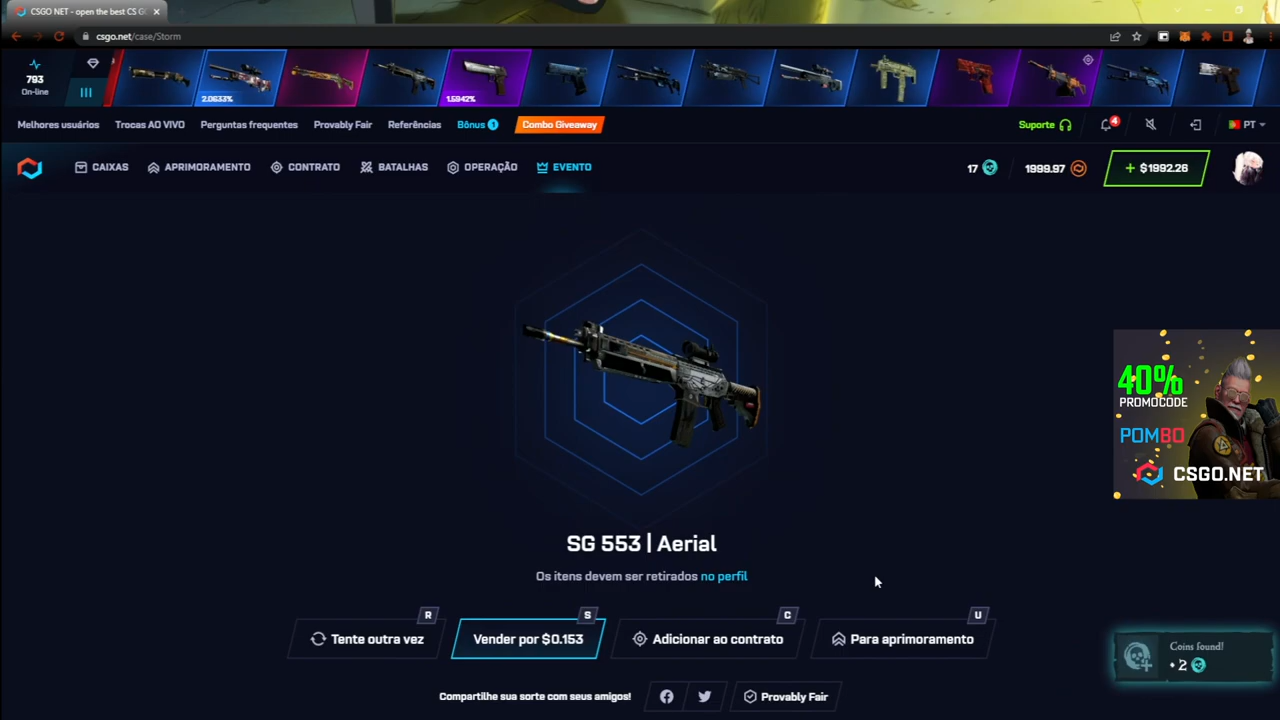 CSGO NET - open the best CS G
csgo.net/case/Storm
793
On-line
2.0633%
1.5942%
Melhores usuários
Trocas AO VIVO
Perguntas frequentes
Provably Fair
Referências
Bônus 1
Combo Giveaway
Suporte
4
PT
CAIXAS
APRIMORAMENTO
CONTRATO
BATALHAS
OPERAÇÃO
EVENTO
17
1999.97
+ $1992.26
40%
PROMOCODE
POMBO
CSGO.NET
SG 553 | Aerial
Os itens devem ser retirados no perfil
R
S
C
U
Tente outra vez
Vender por $0.153
Adicionar ao contrato
Para aprimoramento
Coins found!
+ 2
Compartilhe sua sorte com seus amigos!
Provably Fair